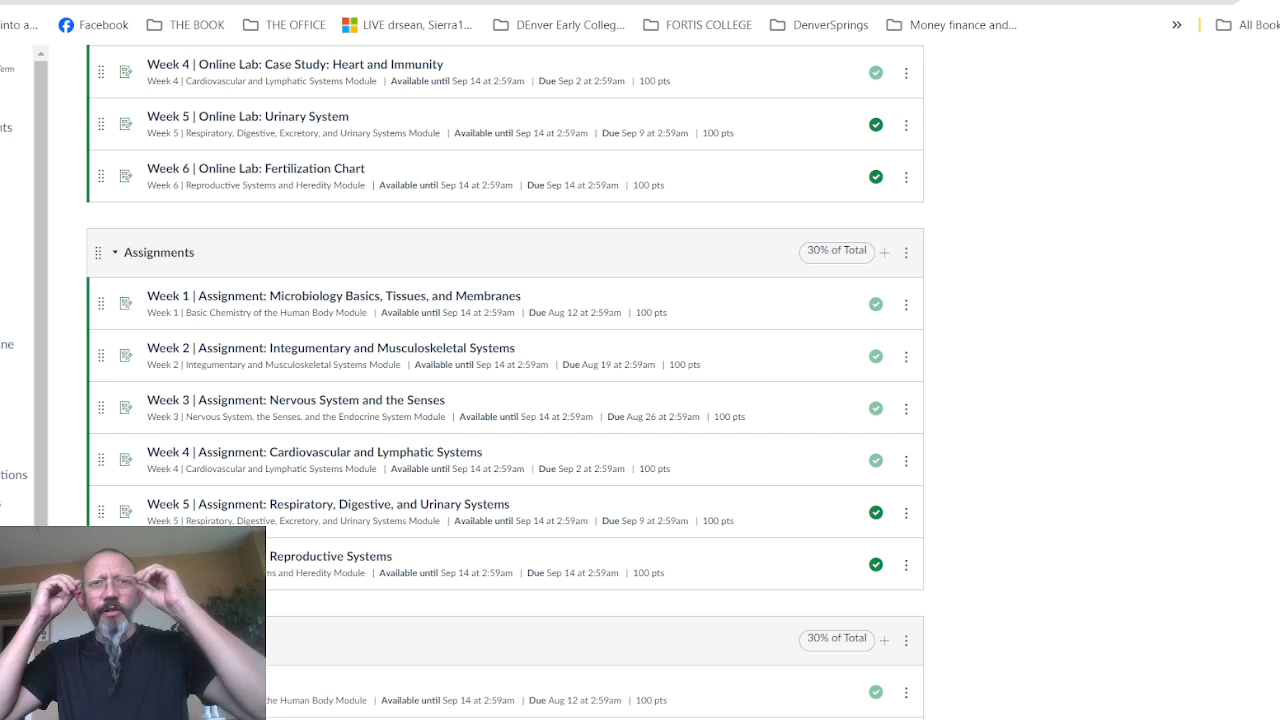 into a...
Facebook
THE BOOK
THE OFFICE
LIVE drsean, Sierra1...
DEnver Early Colleg...
FORTIS COLLEGE
DenverSprings
Money finance and...
»
All Book
Term
nts
ine
tions
s
Week 4 | Online Lab: Case Study: Heart and Immunity
Week 4 | Cardiovascular and Lymphatic Systems Module | Available until Sep 14 at 2:59am | Due Sep 2 at 2:59am | 100 pts
Week 5 | Online Lab: Urinary System
Week 5 | Respiratory, Digestive, Excretory, and Urinary Systems Module | Available until Sep 14 at 2:59am | Due Sep 9 at 2:59am | 100 pts
Week 6 | Online Lab: Fertilization Chart
Week 6 | Reproductive Systems and Heredity Module | Available until Sep 14 at 2:59am | Due Sep 14 at 2:59am | 100 pts
Assignments
30% of Total
Week 1 | Assignment: Microbiology Basics, Tissues, and Membranes
Week 1 | Basic Chemistry of the Human Body Module | Available until Sep 14 at 2:59am | Due Aug 12 at 2:59am | 100 pts
Week 2 | Assignment: Integumentary and Musculoskeletal Systems
Week 2 | Integumentary and Musculoskeletal Systems Module | Available until Sep 14 at 2:59am | Due Aug 19 at 2:59am | 100 pts
Week 3 | Assignment: Nervous System and the Senses
Week 3 | Nervous System, the Senses, and the Endocrine System Module | Available until Sep 14 at 2:59am | Due Aug 26 at 2:59am | 100 pts
Week 4 | Assignment: Cardiovascular and Lymphatic Systems
Week 4 | Cardiovascular and Lymphatic Systems Module | Available until Sep 14 at 2:59am | Due Sep 2 at 2:59am | 100 pts
Week 5 | Assignment: Respiratory, Digestive, and Urinary Systems
Week 5 | Respiratory, Digestive, Excretory, and Urinary Systems Module | Available until Sep 14 at 2:59am | Due Sep 9 at 2:59am | 100 pts
Reproductive Systems
ms and Heredity Module | Available until Sep 14 at 2:59am | Due Sep 14 at 2:59am | 100 pts
30% of Total
the Human Body Module | Available until Sep 14 at 2:59am | Due Aug 12 at 2:59am | 100 pts